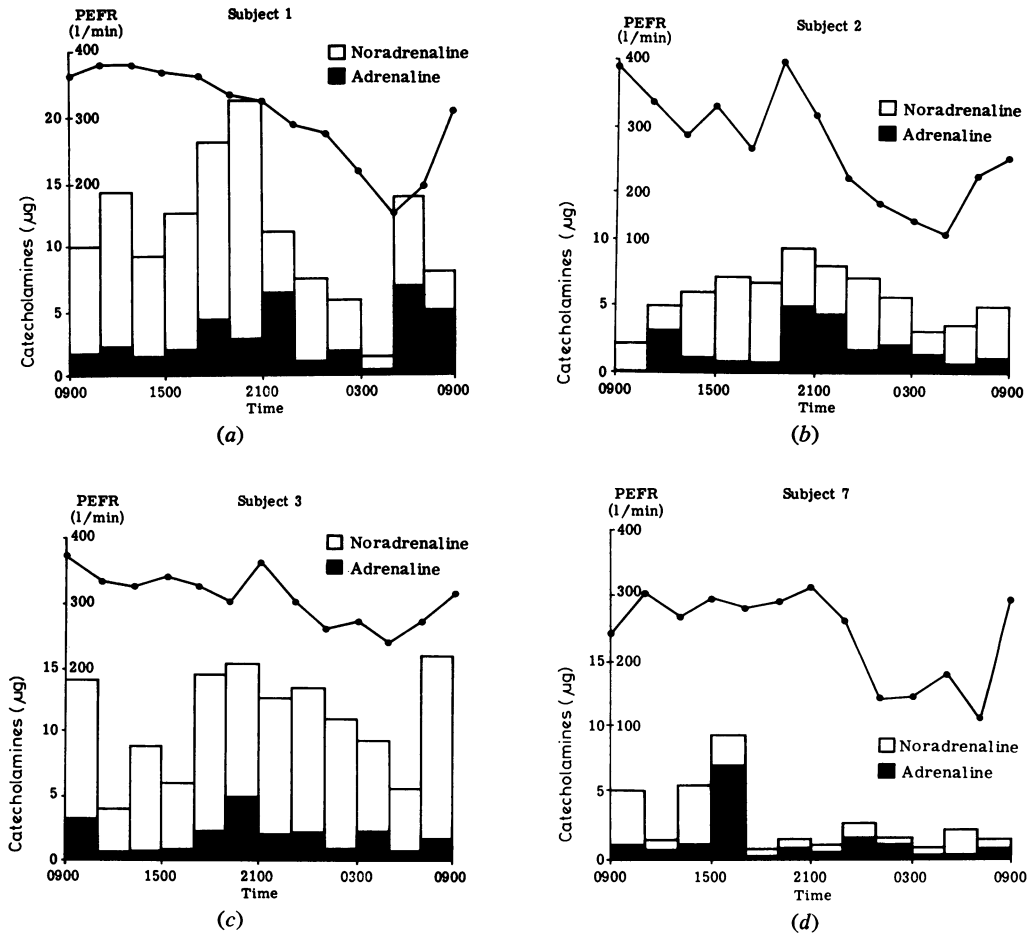 PEFR
(l/min)
Subject 1
400
Noradrenaline
Adrenaline
20
300
15
200
10
5
0
Catecholamines (µg)
0900 1500 2100 0300 0900
Time
(a)
PEFR
(l/min)
Subject 2
400
Noradrenaline
Adrenaline
300
200
10 100
5
0
Catecholamines (µg)
0900 1500 2100 0300 0900
Time
(b)
PEFR
(l/min)
Subject 3
400
Noradrenaline
Adrenaline
300
15 200
10
5
0
Catecholamines (µg)
0900 1500 2100 0300 0900
Time
(c)
PEFR
(l/min)
Subject 7
400
300
15 200
10 100
Noradrenaline
Adrenaline
5
0
Catecholamines (µg)
0900 1500 2100 0300 0900
Time
(d)